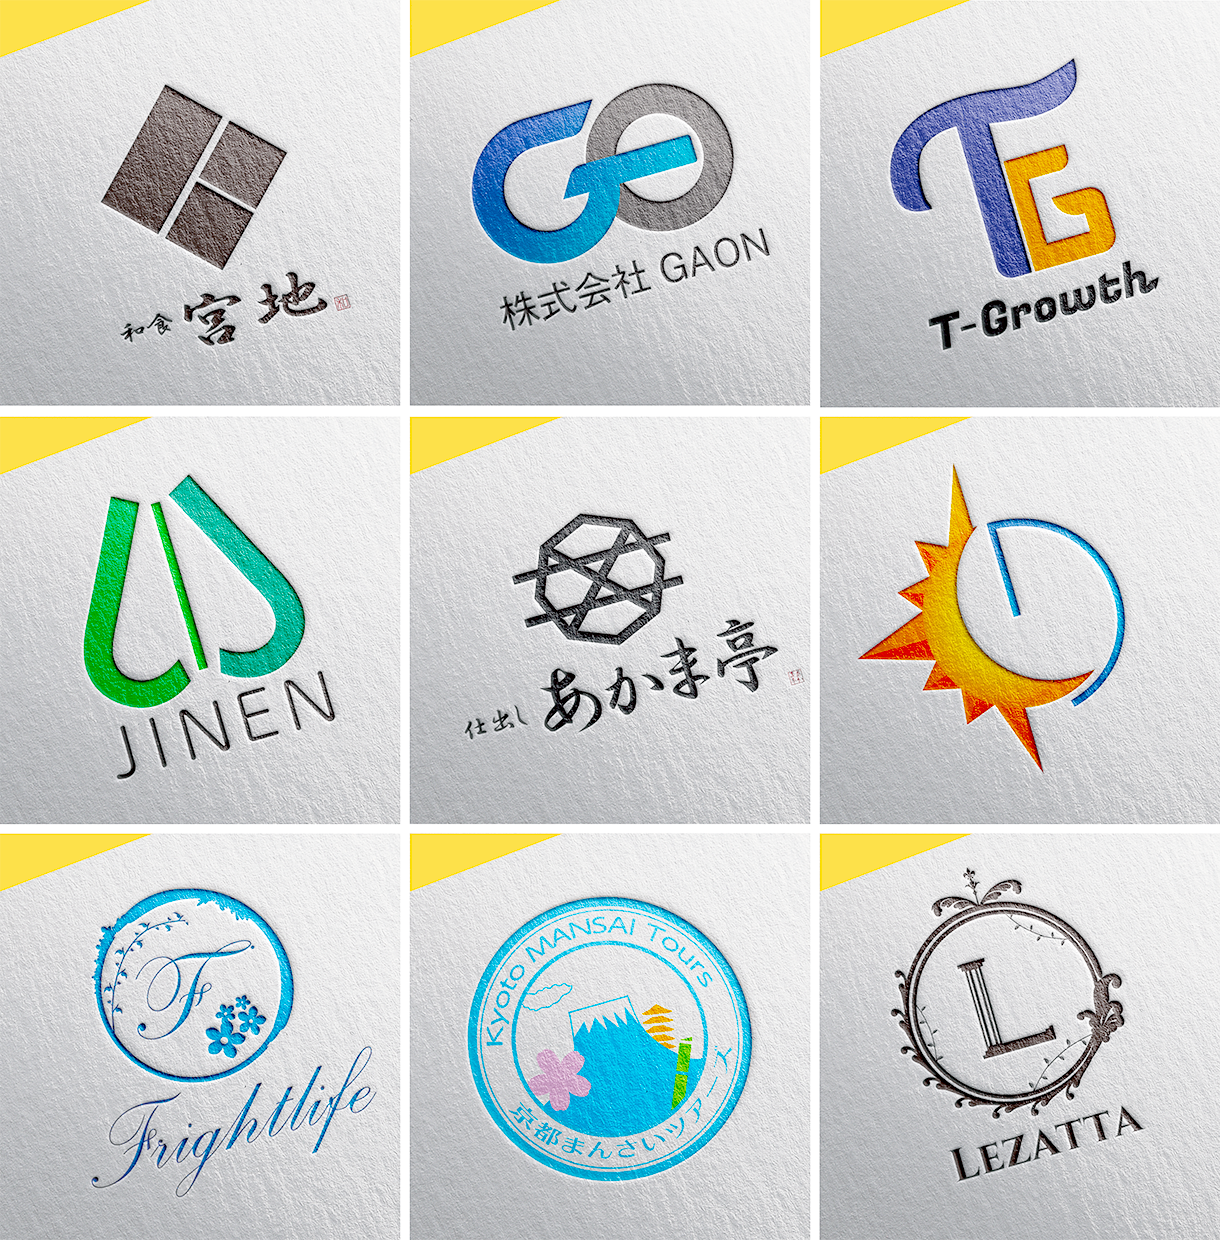 和食 宮地
株式会社 GAON
TG
T-Growth
JINEN
仕出し あかま亭
F
Frightlife
Kyoto MANSAI Tours
京都まんさいツアーズ
L
LEZATTA